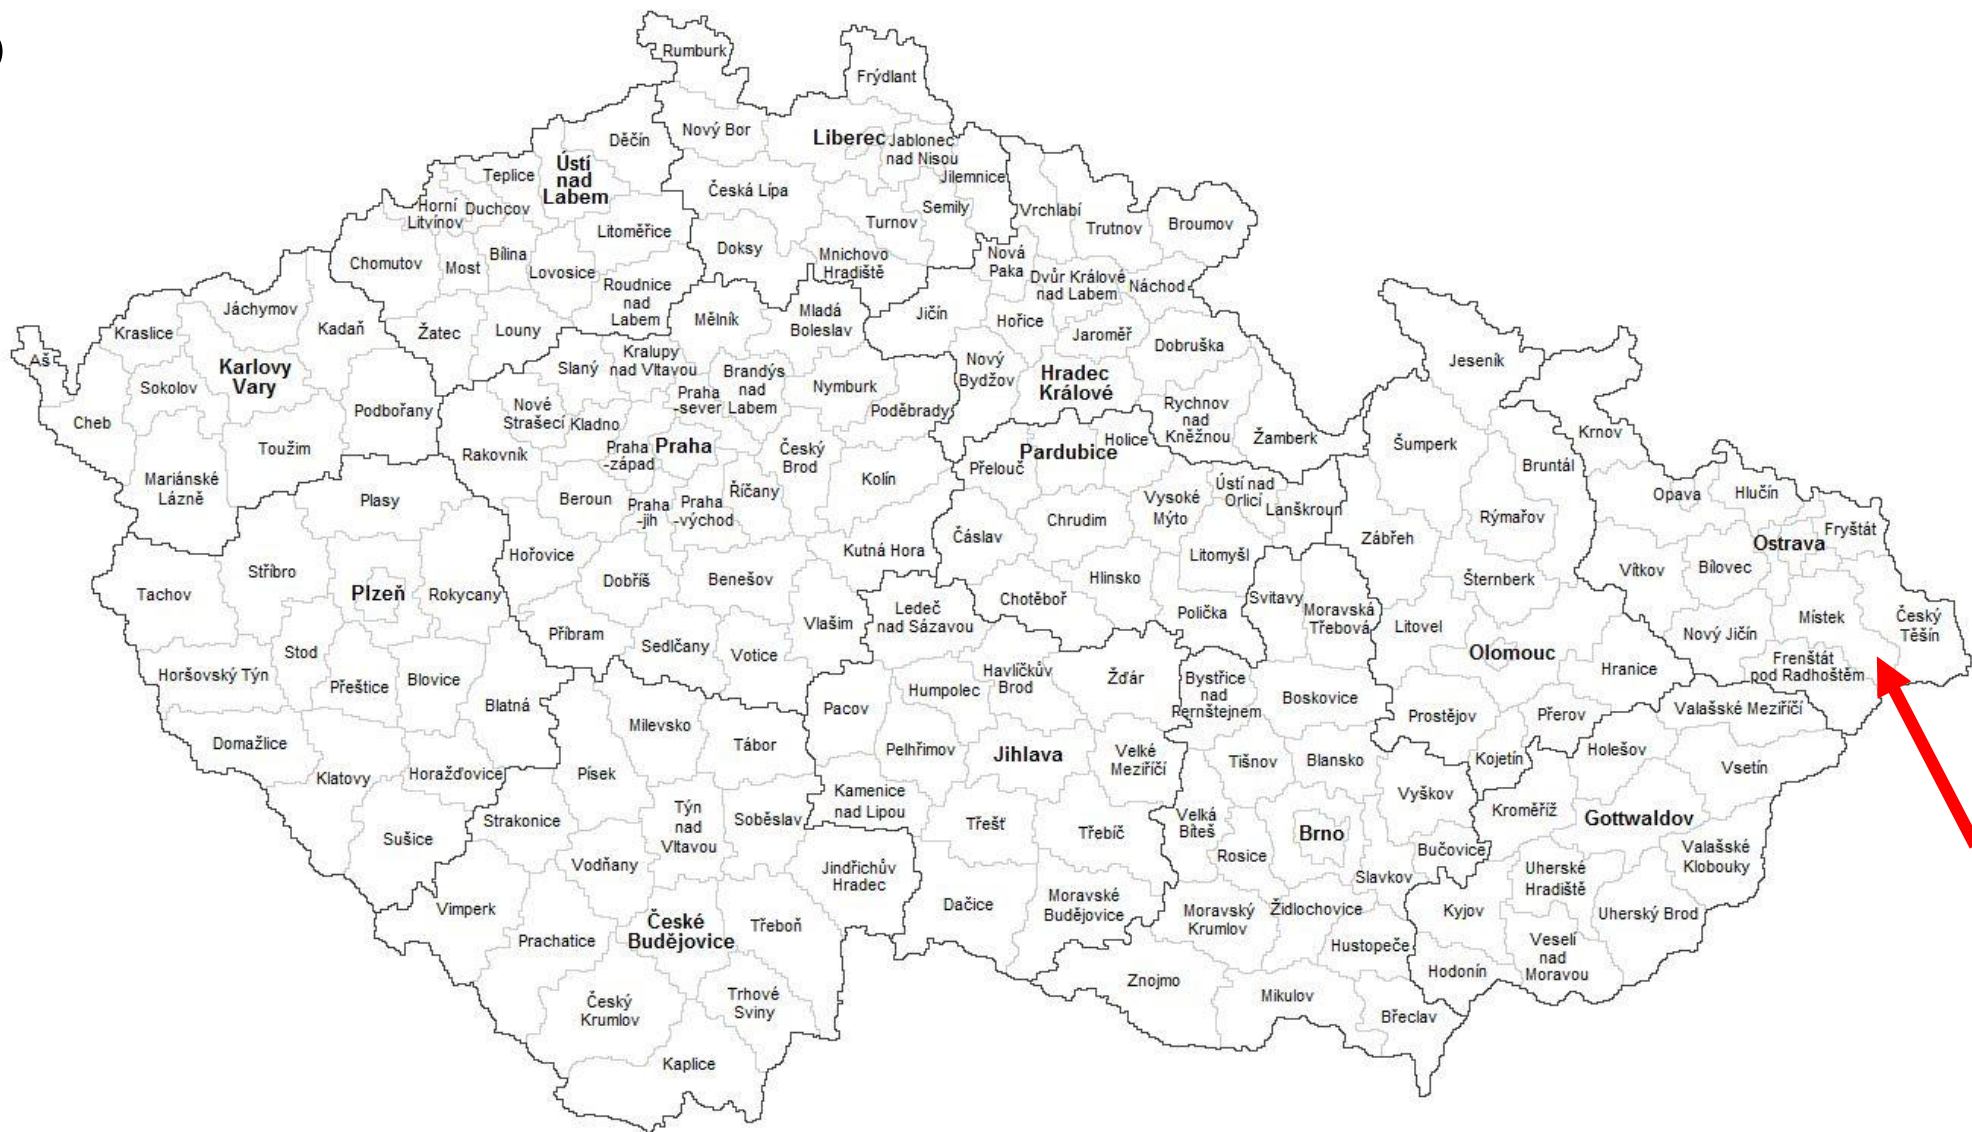 )
Rumburk
Frýdlant
Nový Bor
Děčín
Liberec
Jablonec
nad Nisou
Ústí
nad
Labem
Teplice
Jilemnice
Česká Lípa
Horní
Litvínov
Duchcov
Semily
Turnov
Vrchlabí
Trutnov
Broumov
Litoměřice
Doksy
Mnichovo
Hradiště
Nová
Paka
Chomutov
Most
Bílina
Lovosice
Dvůr Králové
nad Labem
Náchod
Roudnice
nad
Labem
Jáchymov
Kraslice
Kadaň
Žatec
Louny
Mělník
Mladá
Boleslav
Jičín
Hořice
Jaroměř
Dobruška
Aš
Karlovy
Vary
Sokolov
Slaný
Kralupy
nad Vltavou
Brandýs
nad
Labem
Nymburk
Nový
Bydžov
Hradec
Králové
Jeseník
Cheb
Podbořany
Nové
Strašecí
Kladno
Praha
-sever
Poděbrady
Rychnov
nad
Kněžnou
Žamberk
Toužim
Rakovník
Praha
-západ
Praha
Český
Brod
Pardubice
Holice
Přelouč
Šumperk
Krnov
Bruntál
Mariánské
Lázně
Plasy
Beroun
Praha
-jih
Praha
-východ
Říčany
Kolín
Vysoké
Mýto
Ústí nad
Orlicí
Lanškroun
Opava
Hlučín
Chrudim
Rýmařov
Fryštát
Ostrava
Hořovice
Kutná Hora
Čáslav
Litomyšl
Zábřeh
Vítkov
Bílovec
Tachov
Stříbro
Plzeň
Rokycany
Dobříš
Benešov
Hlinsko
Chotěboř
Šternberk
Svitavy
Moravská
Třebová
Polička
Ledeč
nad Sázavou
Vlašim
Příbram
Sedlčany
Votice
Litovel
Olomouc
Hranice
Nový Jičín
Místek
Český
Těšín
Frenštát
pod Radhoštěm
Horšovský Týn
Stod
Přeštice
Blovice
Blatná
Milevsko
Humpolec
Havlíčkův
Brod
Žďár
Bystřice
nad
Pernštejnem
Boskovice
Prostějov
Přerov
Valašské Meziříčí
Pacov
Domažlice
Klatovy
Horažďovice
Písek
Tábor
Pelhřimov
Jihlava
Velké
Meziříčí
Tišnov
Blansko
Kojetín
Holešov
Vsetín
Kamenice
nad Lipou
Vyškov
Kroměříž
Gottwaldov
Sušice
Strakonice
Týn
nad
Vltavou
Soběslav
Třešť
Třebíč
Velká
Bíteš
Brno
Rosice
Bučovice
Slavkov
Valašské
Klobouky
Uherské
Hradiště
Vodňany
Jindřichův
Hradec
Vimperk
České
Budějovice
Třeboň
Dačice
Moravské
Budějovice
Moravský
Krumlov
Židlochovice
Kyjov
Uherský Brod
Prachatice
Hustopeče
Veselí
nad
Moravou
Hodonín
Znojmo
Mikulov
Břeclav
Český
Krumlov
Trhové
Sviny
Kaplice